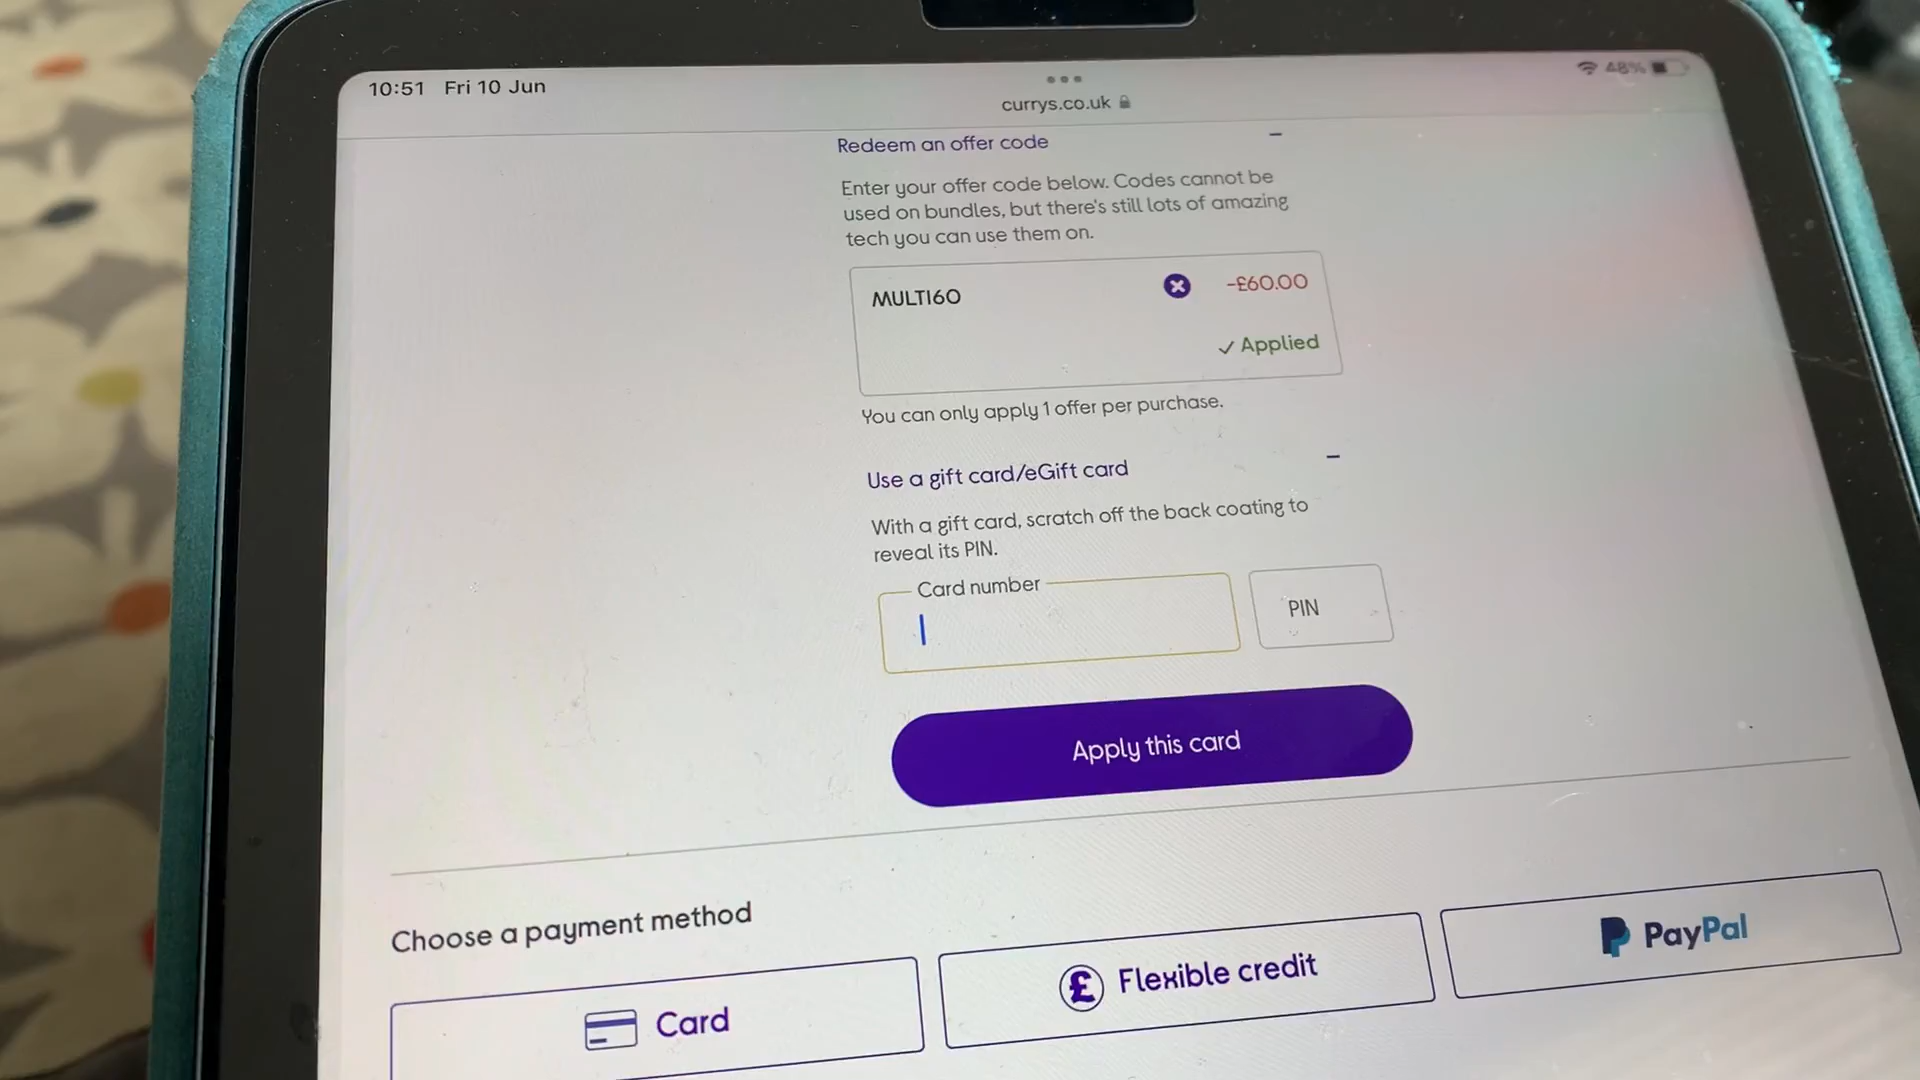 10:51 Fri 10 Jun
48%
currys.co.uk
Redeem an offer code
Enter your offer code below. Codes cannot be
used on bundles, but there's still lots of amazing
tech you can use them on.
MULTI60 -£60.00
Applied
You can only apply 1 offer per purchase.
Use a gift card/eGift card
With a gift card, scratch off the back coating to
reveal its PIN.
Card number
PIN
Apply this card
Choose a payment method
Card
£ Flexible credit
PayPal